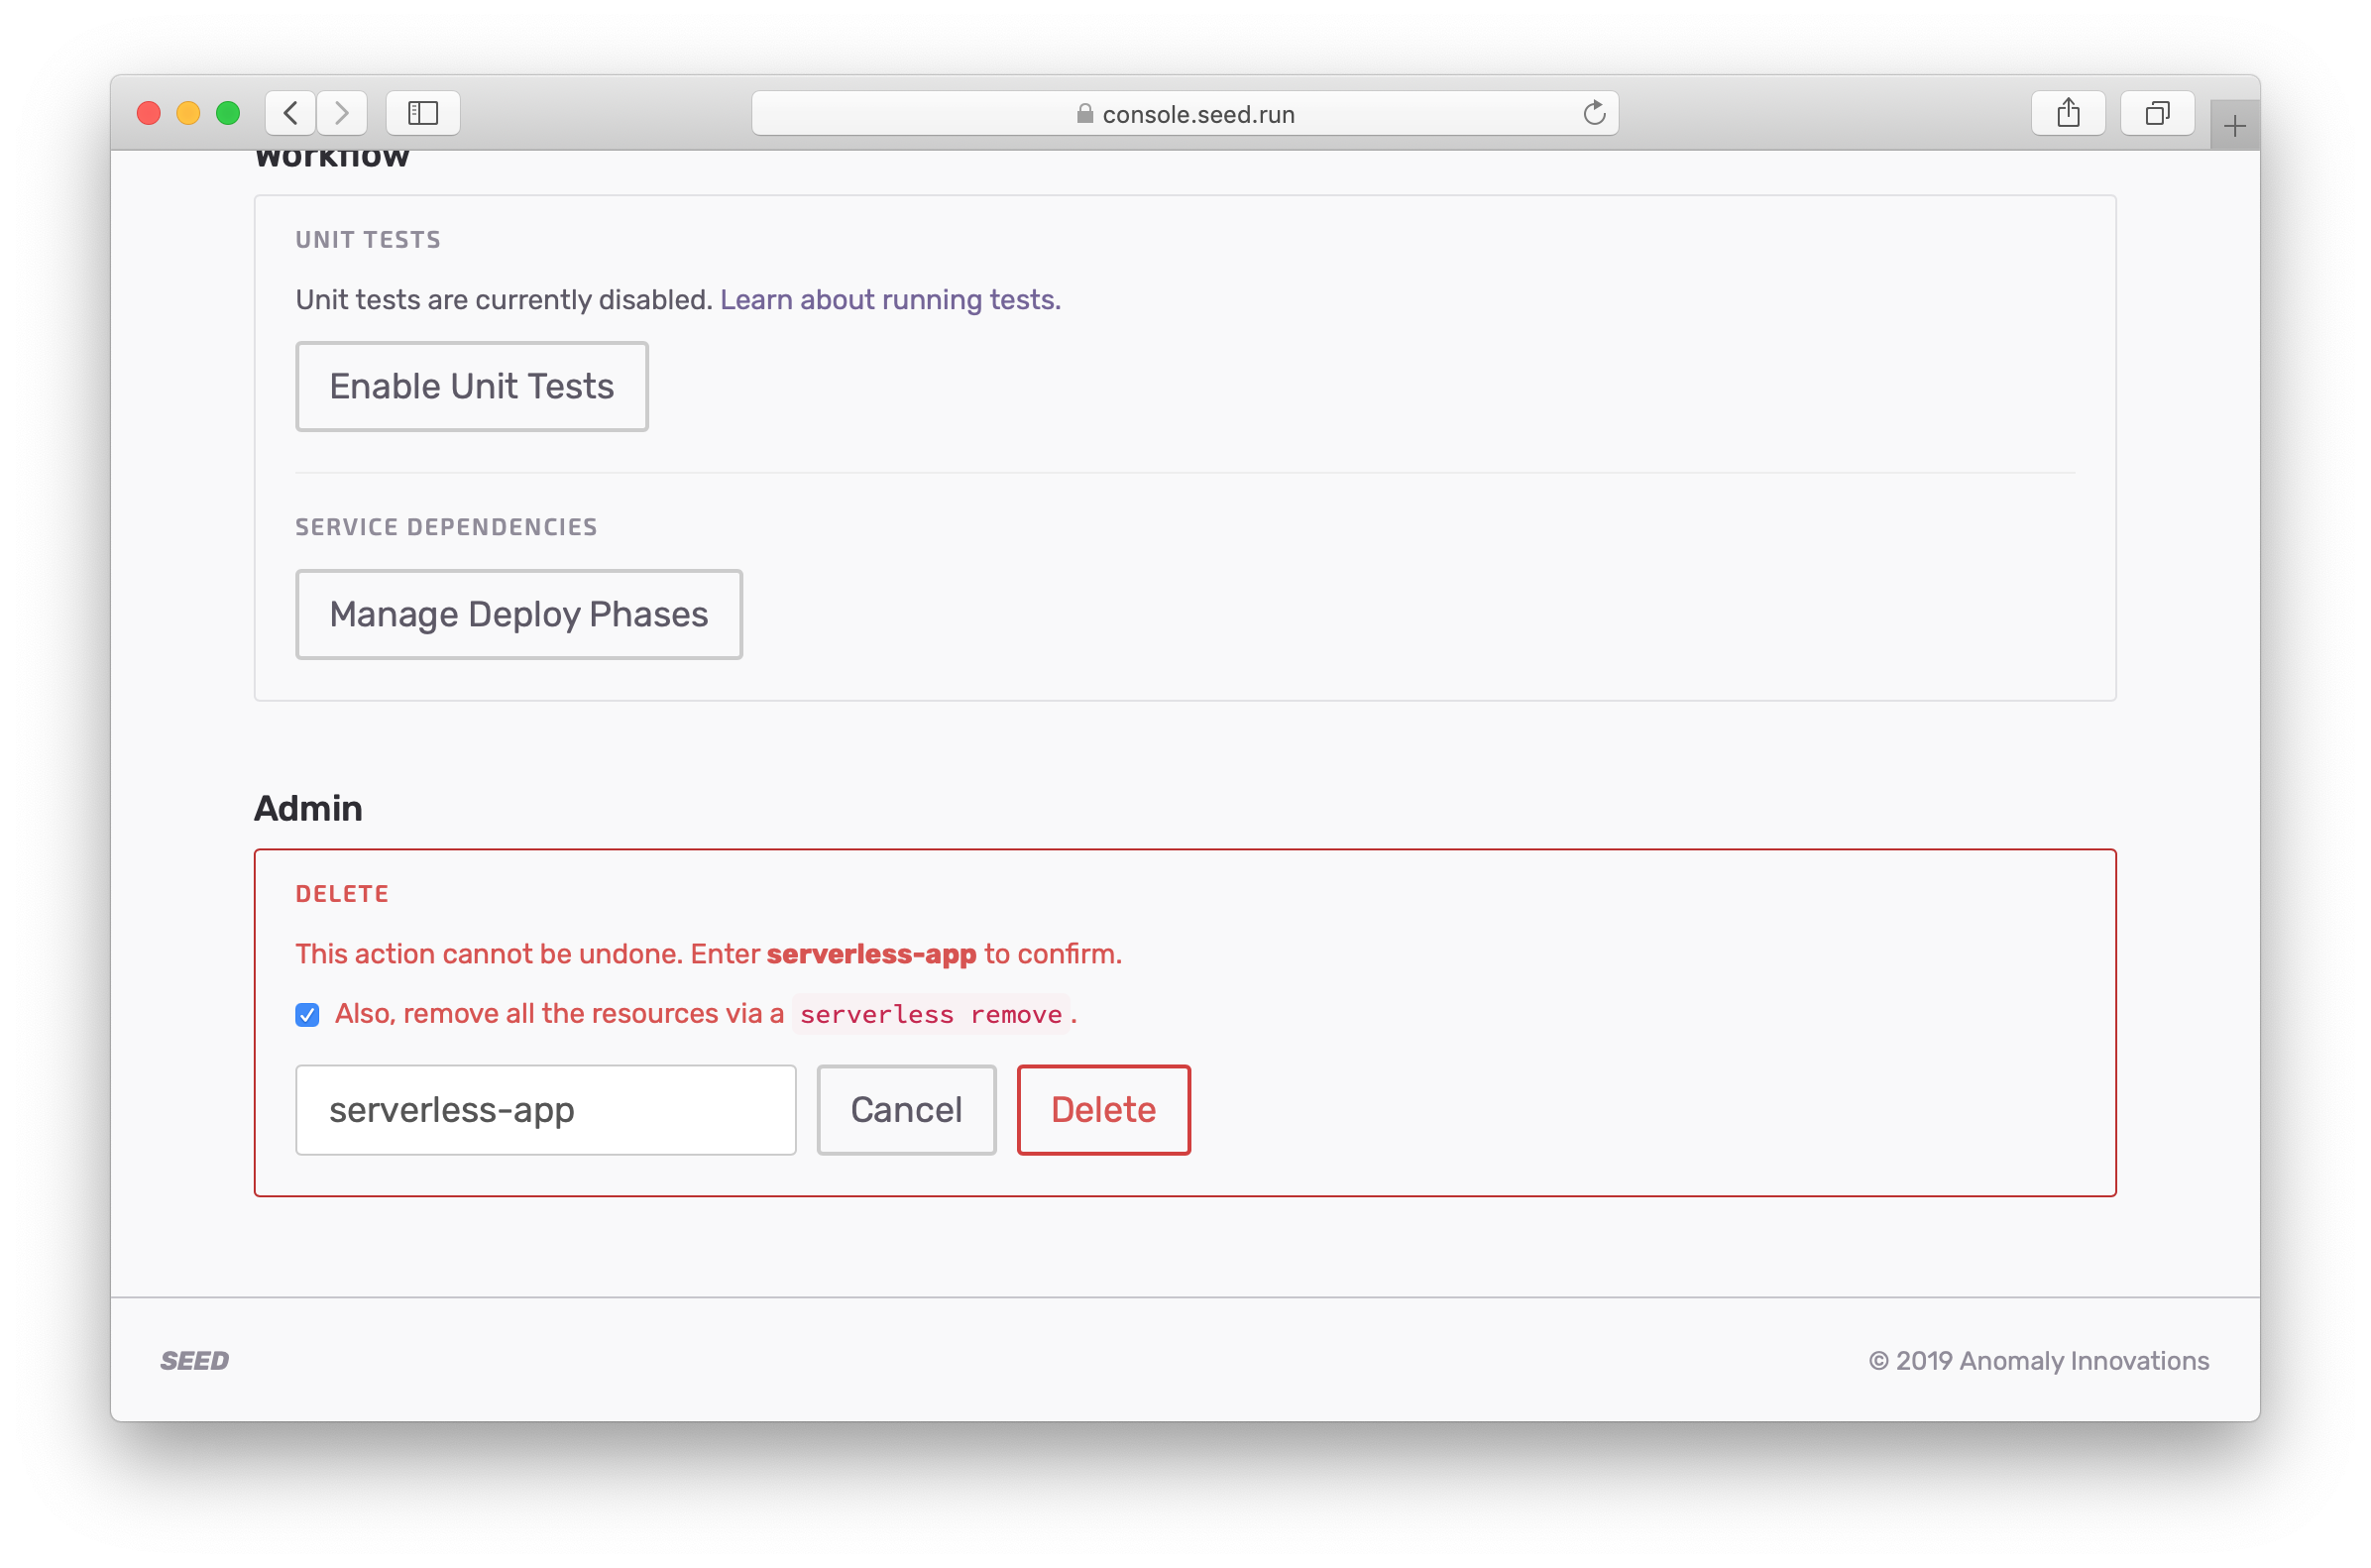 console.seed.run
Workflow
UNIT TESTS
Unit tests are currently disabled. Learn about running tests.
Enable Unit Tests
SERVICE DEPENDENCIES
Manage Deploy Phases
Admin
DELETE
This action cannot be undone. Enter serverless-app to confirm.
Also, remove all the resources via a serverless remove.
serverless-app Cancel Delete
SEED © 2019 Anomaly Innovations